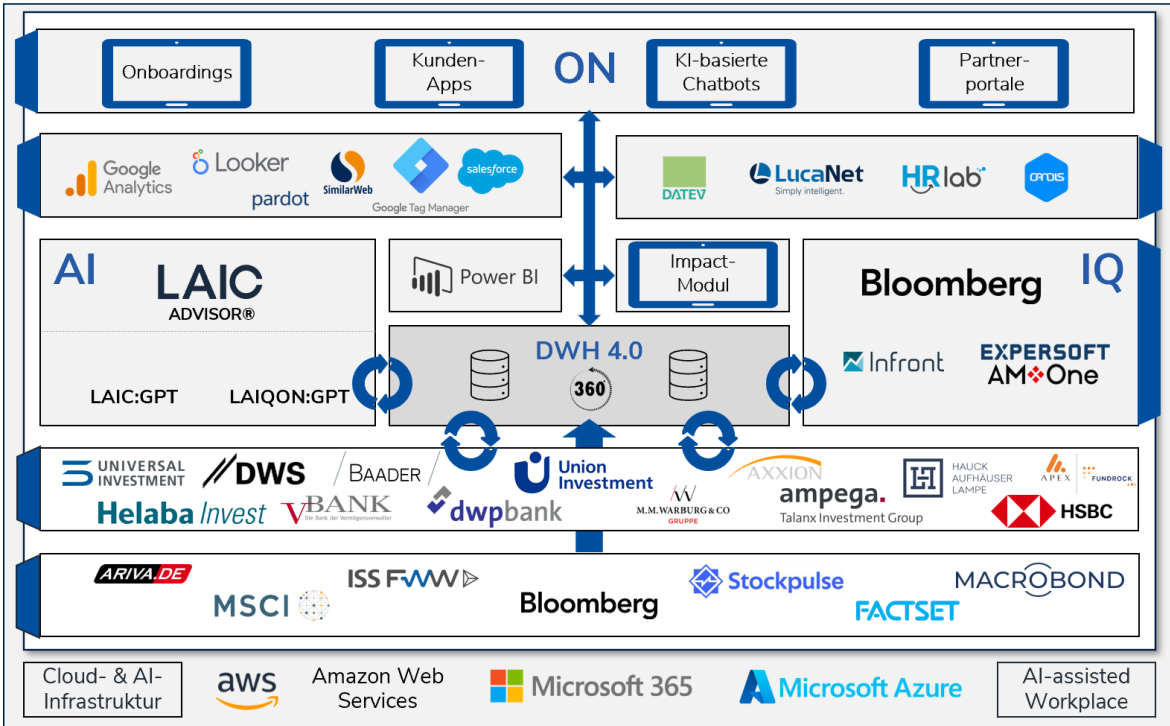 Onboardings
Kunden-
Apps
ON
KI-basierte
Chatbots
Partner-
portale
Google
Analytics
Looker
pardot
SimilarWeb
Google Tag Manager
salesforce
DATEV
LucaNet
Simply intelligent.
HRlab
CANDIS
AI
LAIC
ADVISOR®
LAIC:GPT
LAIQON:GPT
Power BI
Impact-
Modul
DWH 4.0
360°
IQ
Bloomberg
Infront
EXPERSOFT
AM One
UNIVERSAL
INVESTMENT
DWS
BAADER
Union
Investment
AXXION
HAUCK
AUFHÄUSER
LAMPE
APEX
FUNDROCK
LRI
Helaba Invest
VBANK
Die Bank der Vermögensverwalter
dwpbank
M.M.WARBURG & CO
GRUPPE
ampega.
Talanx Investment Group
HSBC
ARIVA.DE
MSCI
ISS FWW
Bloomberg
Stockpulse
FACTSET
MACROBOND
Cloud- & AI-
Infrastruktur
aws
Amazon Web
Services
Microsoft 365
Microsoft Azure
AI-assisted
Workplace